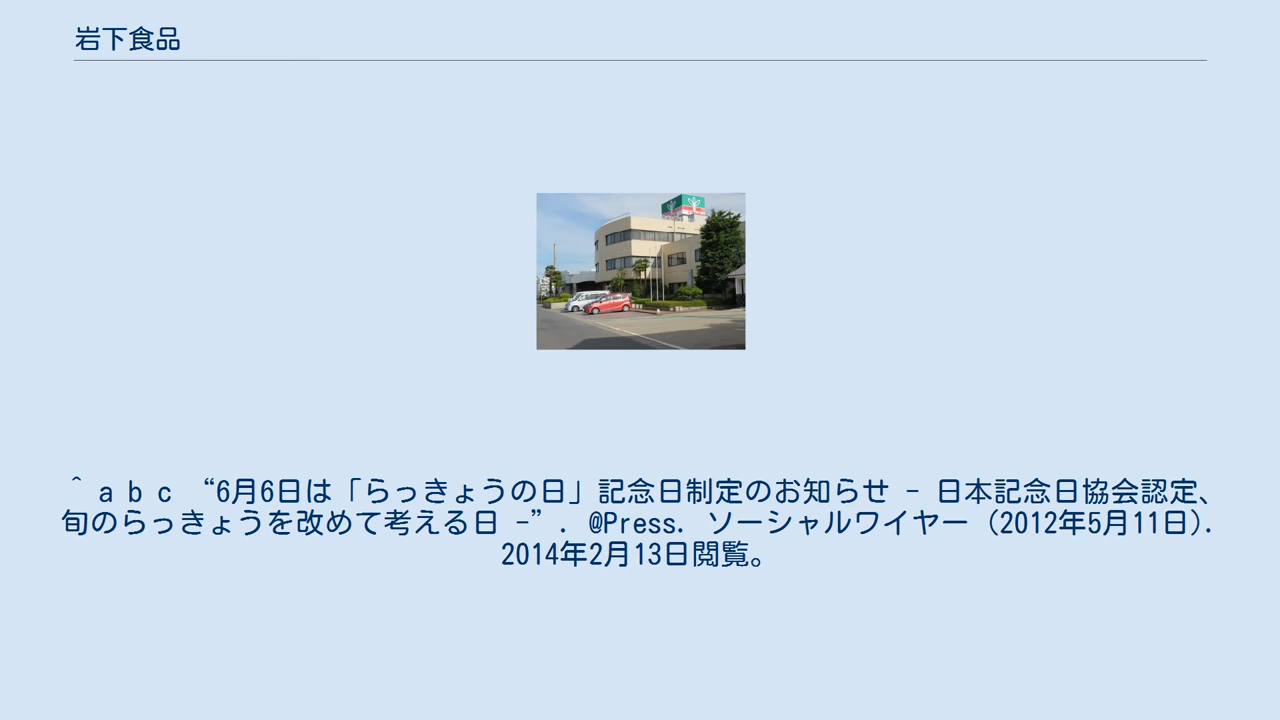 岩下食品
^ a b c “6月6日は「らっきょうの日」記念日制定のお知らせ - 日本記念日協会認定、
旬のらっきょうを改めて考える日 -”. @Press. ソーシャルワイヤー (2012年5月11日).
2014年2月13日閲覧。